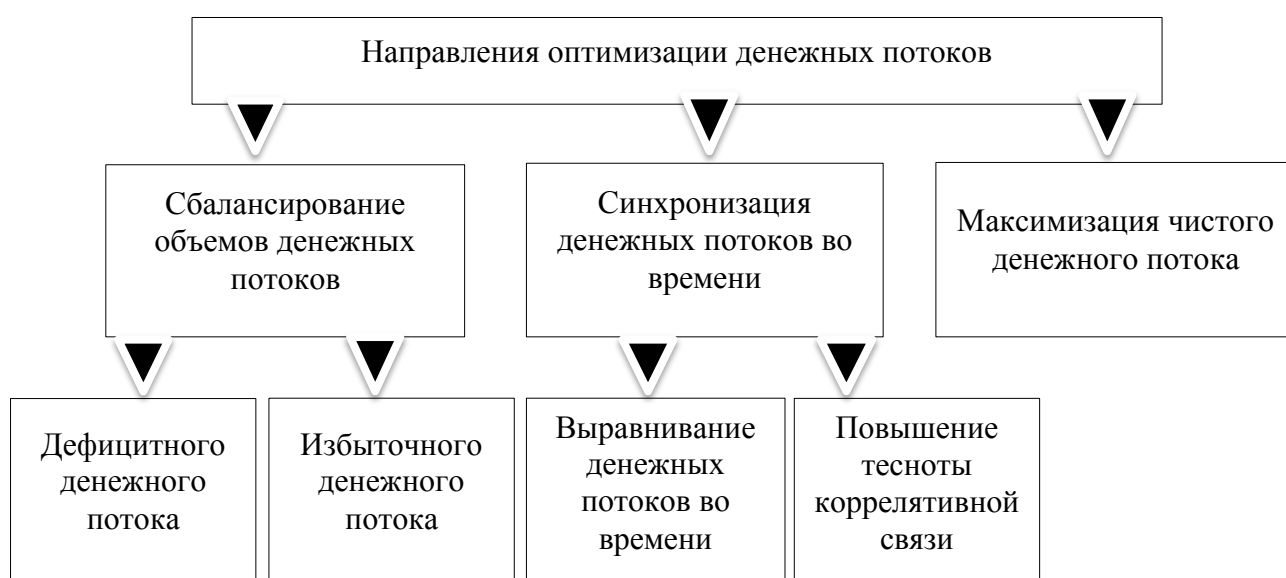 Направления оптимизации денежных потоков
Сбалансирование
объемов денежных
потоков
Синхронизация
денежных потоков во
времени
Максимизация чистого
денежного потока
Дефицитного
денежного
потока
Избыточного
денежного
потока
Выравнивание
денежных
потоков во
времени
Повышение
тесноты
коррелятивной
связи